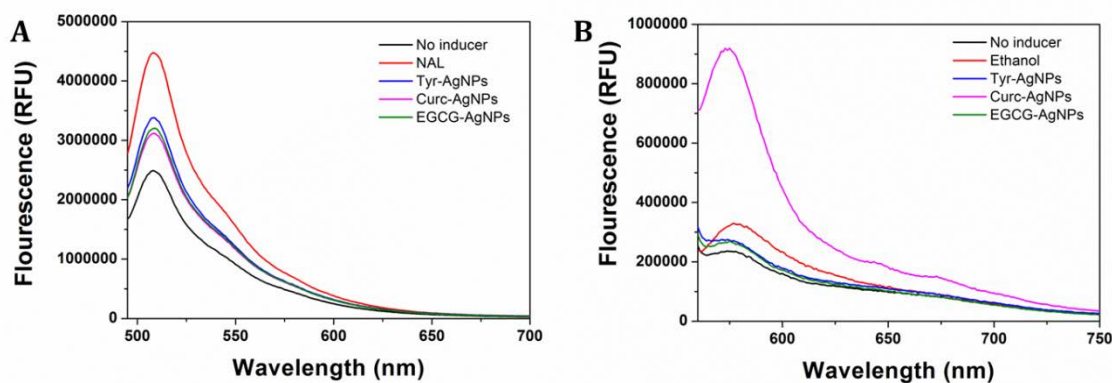 A
Flourescence (RFU)
5000000
4000000
3000000
2000000
1000000
0
No inducer
NAL
Tyr-AgNPs
Curc-AgNPs
EGCG-AgNPs
500 550 600 650 700
Wavelength (nm)
B
Flourescence (RFU)
1000000
800000
600000
400000
200000
0
No inducer
Ethanol
Tyr-AgNPs
Curc-AgNPs
EGCG-AgNPs
600 650 700 750
Wavelength (nm)